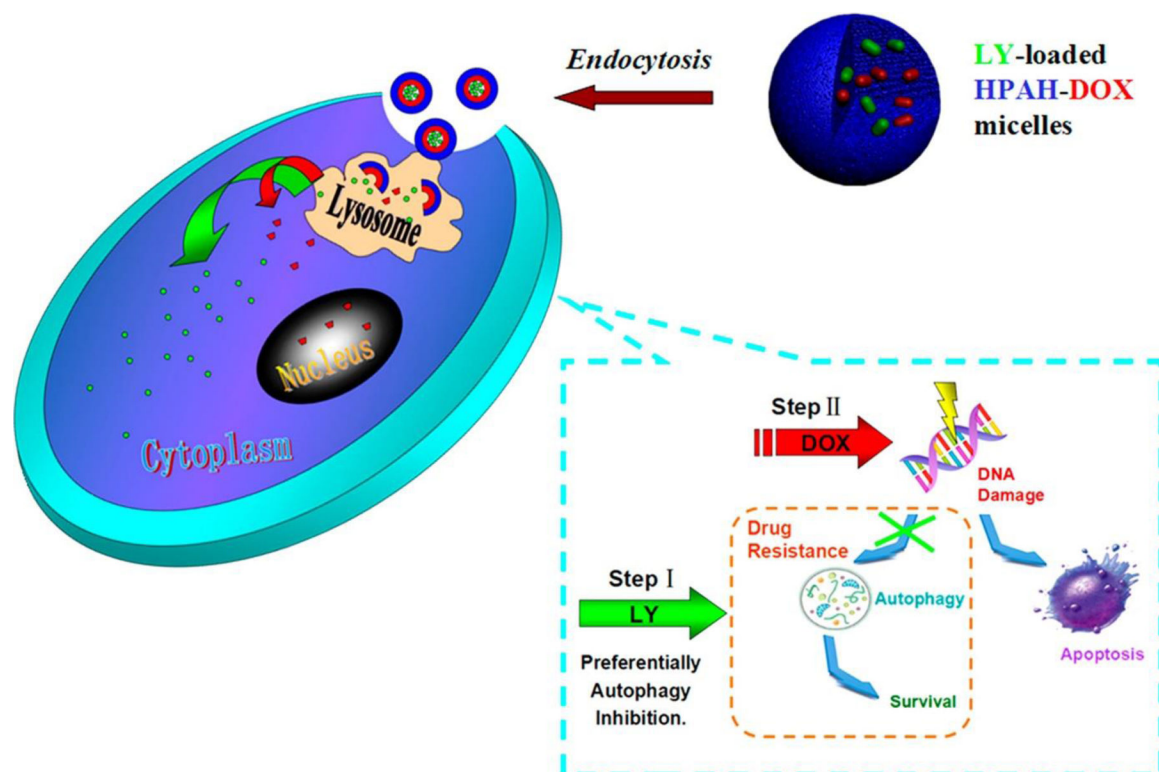 Endocytosis
LY-loaded
HPAH-DOX
micelles
Lysosome
Nucleus
Cytoplasm
Step II
DOX
DNA
Damage
Drug
Resistance
Step I
LY
Autophagy
Preferentially
Autophagy
Inhibition.
Apoptosis
Survival